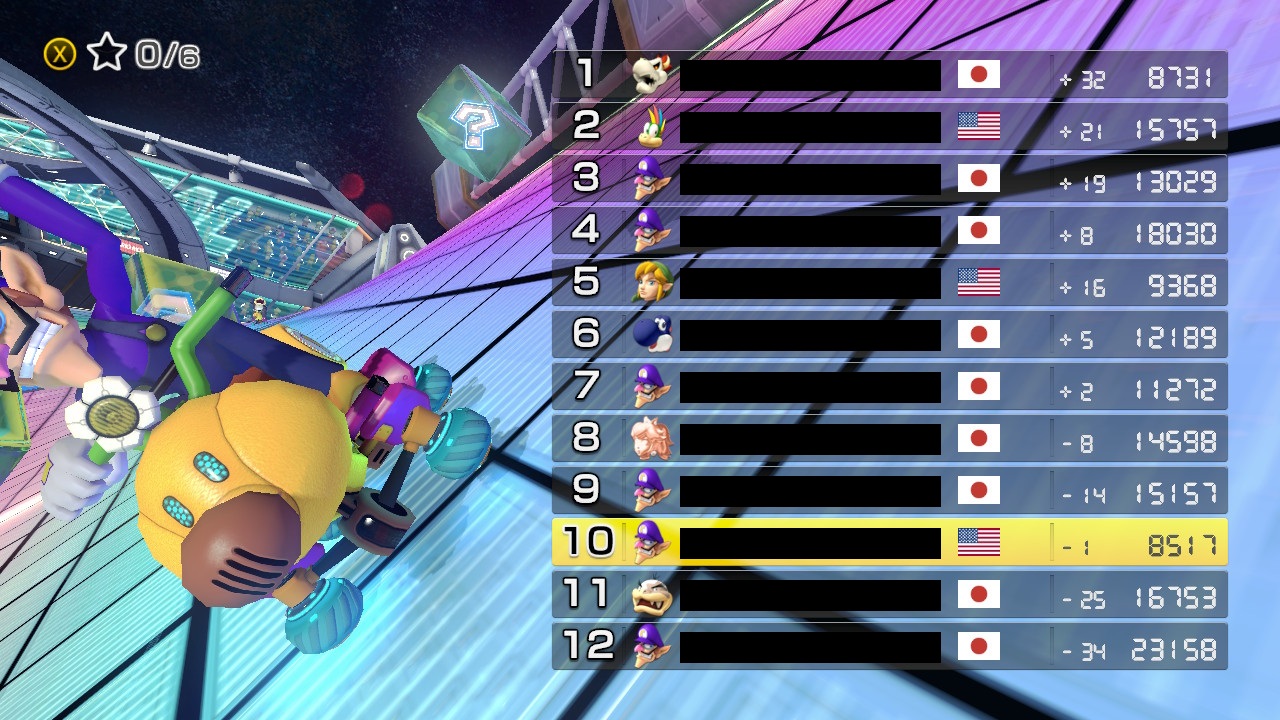 X 0/6
?
1 + 32 8731
2 + 21 15757
3 + 19 13029
4 + 8 18030
5 + 16 9368
6 + 5 12189
7 + 2 11272
8 - 8 14598
9 - 14 15157
10 - 1 8517
11 - 25 16753
12 - 34 23158